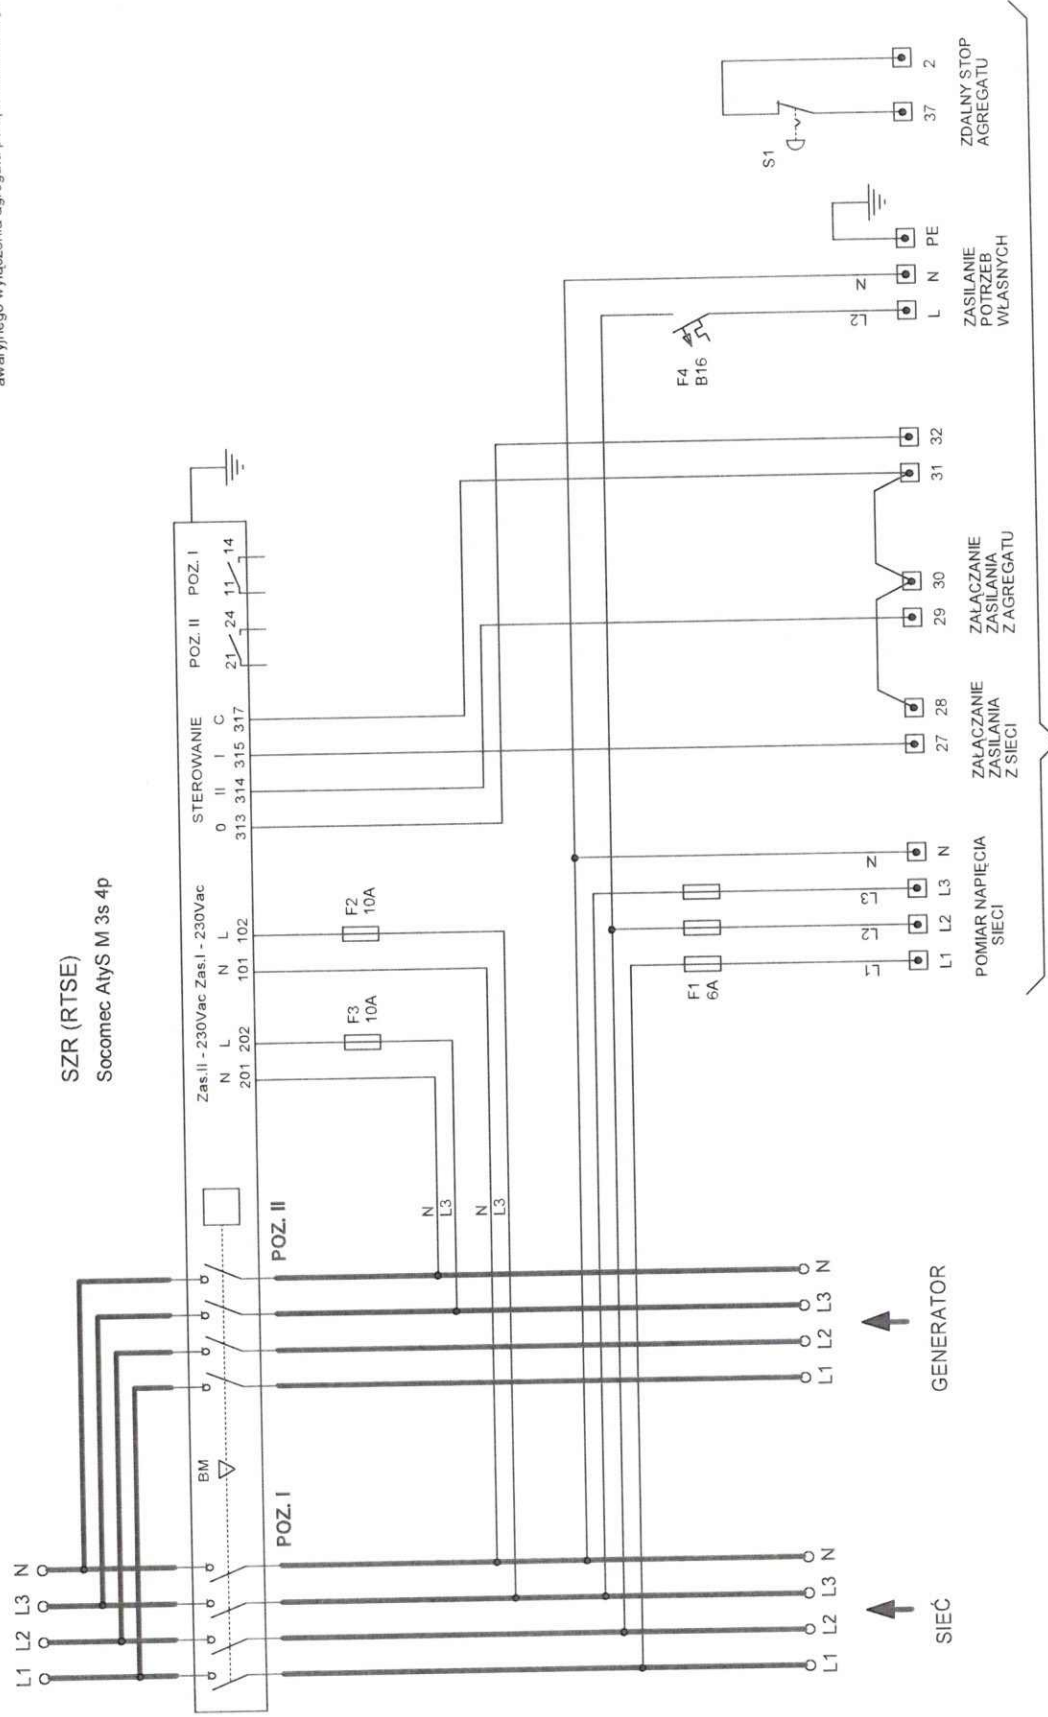 awaryjnego wyłączenia agregatu
SZR (RTSE)
Socomec AtyS M 3s 4p
L1 L2 L3 N
BM
Zas.II - 230Vac Zas.I - 230Vac
STEROWANIE
POZ. II POZ. I
N L N L 0 II I C
201 202 101 102 313 314 315 317 21 24 11 14
POZ. I
POZ. II
F3
10A
F2
10A
N
L3
N
L3
F1
6A
F4
B16
S1
L1 L2 L3 N
L2 N
L1 L2 L3 N
L1 L2 L3 N
L1 L2 L3 N
27 28 29 30 31 32
L N PE
37 2
SIEĆ
GENERATOR
POMIAR NAPIĘCIA
SIECI
ZAŁĄCZANIE
ZASILANIA
Z SIECI
ZAŁĄCZANIE
ZASILANIA
Z AGREGATU
ZASILANIE
POTRZEB
WŁASNYCH
ZDALNY STOP
AGREGATU